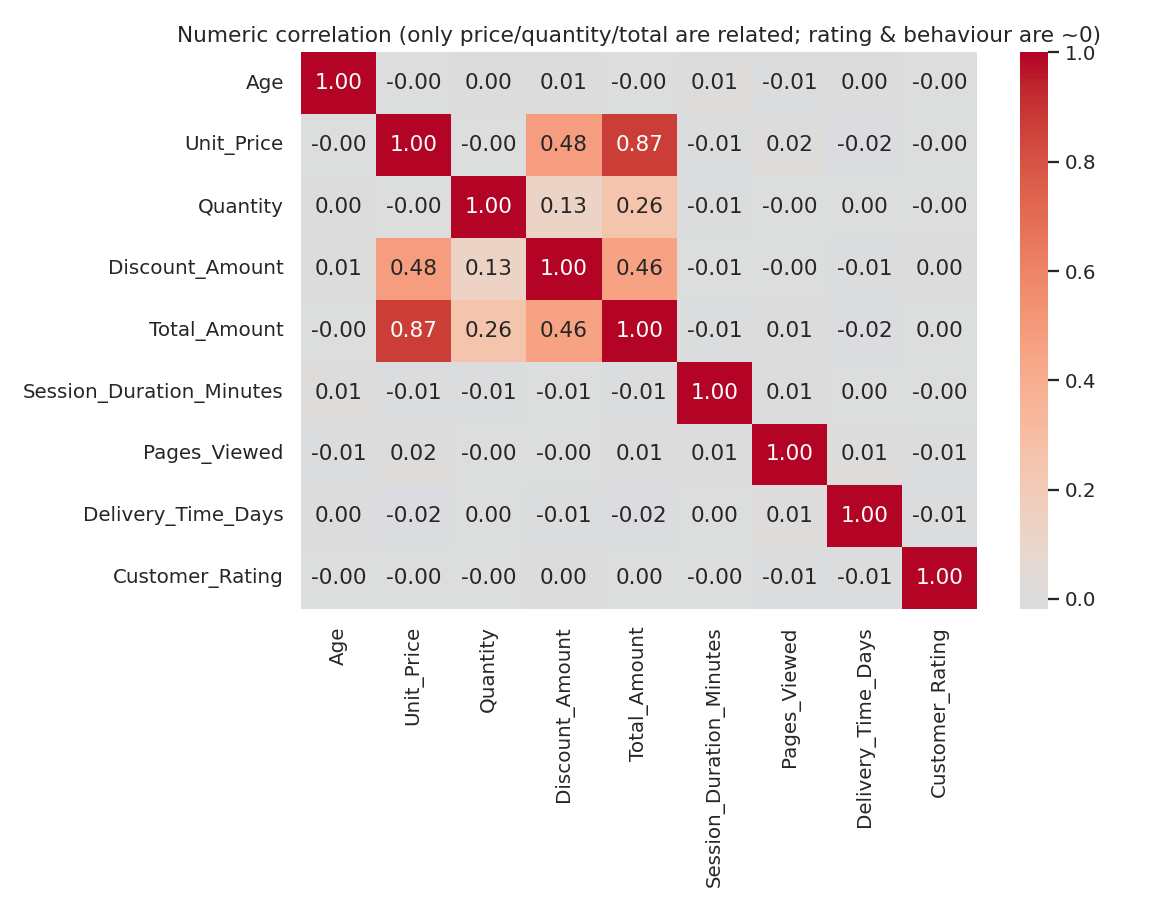 Numeric correlation (only price/quantity/total are related; rating & behaviour are ~0)
Age 1.00 -0.00 0.00 0.01 -0.00 0.01 -0.01 0.00 -0.00
Unit_Price -0.00 1.00 -0.00 0.48 0.87 -0.01 0.02 -0.02 -0.00
Quantity 0.00 -0.00 1.00 0.13 0.26 -0.01 -0.00 0.00 -0.00
Discount_Amount 0.01 0.48 0.13 1.00 0.46 -0.01 -0.00 -0.01 0.00
Total_Amount -0.00 0.87 0.26 0.46 1.00 -0.01 0.01 -0.02 0.00
Session_Duration_Minutes 0.01 -0.01 -0.01 -0.01 -0.01 1.00 0.01 0.00 -0.00
Pages_Viewed -0.01 0.02 -0.00 -0.00 0.01 0.01 1.00 0.01 -0.01
Delivery_Time_Days 0.00 -0.02 0.00 -0.01 -0.02 0.00 0.01 1.00 -0.01
Customer_Rating -0.00 -0.00 -0.00 0.00 0.00 -0.00 -0.01 -0.01 1.00
Age
Unit_Price
Quantity
Discount_Amount
Total_Amount
Session_Duration_Minutes
Pages_Viewed
Delivery_Time_Days
Customer_Rating
1.0
0.8
0.6
0.4
0.2
0.0